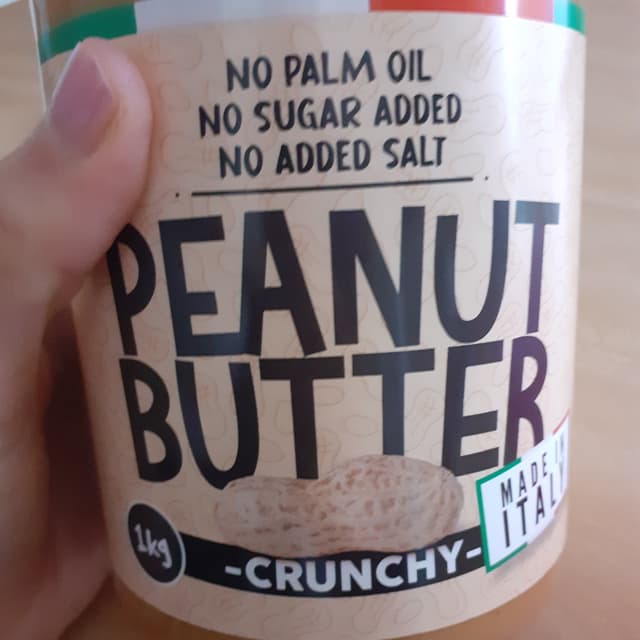 NO PALM OIL
NO SUGAR ADDED
NO ADDED SALT
PEANUT
BUTTER
MADE IN
ITALY
1kg
-CRUNCHY-